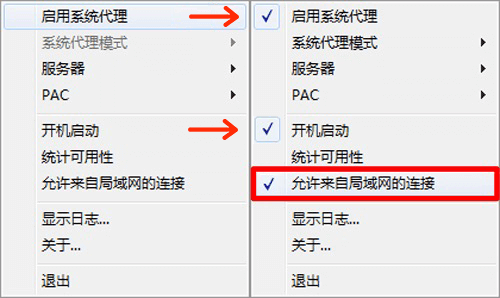 启用系统代理
系统代理模式
服务器
PAC
开机启动
统计可用性
允许来自局域网的连接
显示日志...
关于...
退出
启用系统代理
系统代理模式
服务器
PAC
开机启动
统计可用性
允许来自局域网的连接
显示日志...
关于...
退出